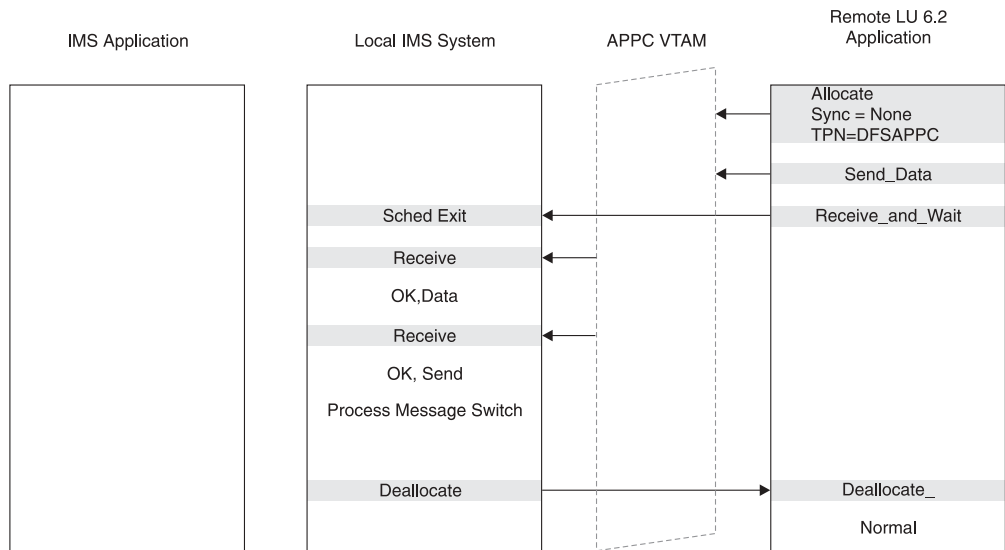 IMS Application
Local IMS System
APPC VTAM
Remote LU 6.2
Application
Allocate
Sync = None
TPN=DFSAPPC
Send_Data
Sched Exit
Receive_and_Wait
Receive
OK,Data
Receive
OK, Send
Process Message Switch
Deallocate
Deallocate_
Normal